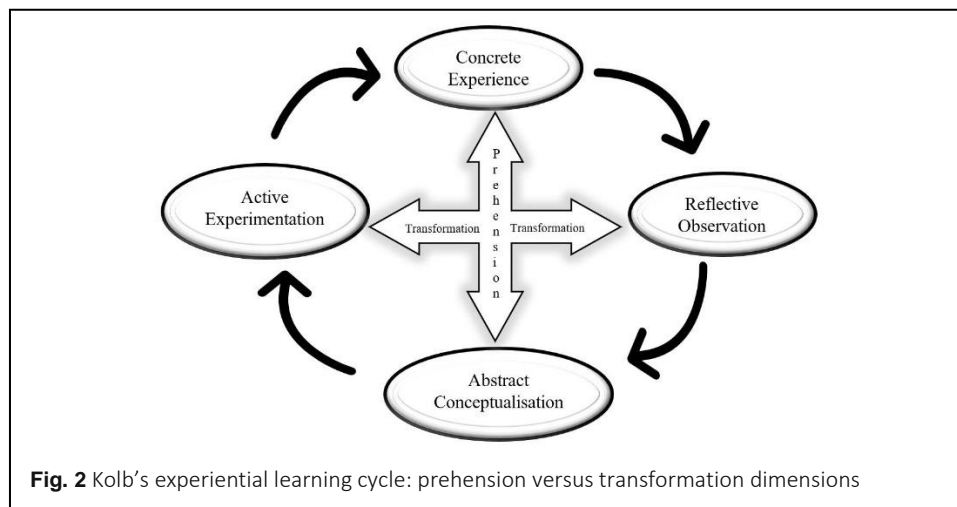 Concrete
Experience
Active
Experimentation
Prehension
Transformation
Transformation
Reflective
Observation
Abstract
Conceptualisation
Fig. 2 Kolb’s experiential learning cycle: prehension versus transformation dimensions